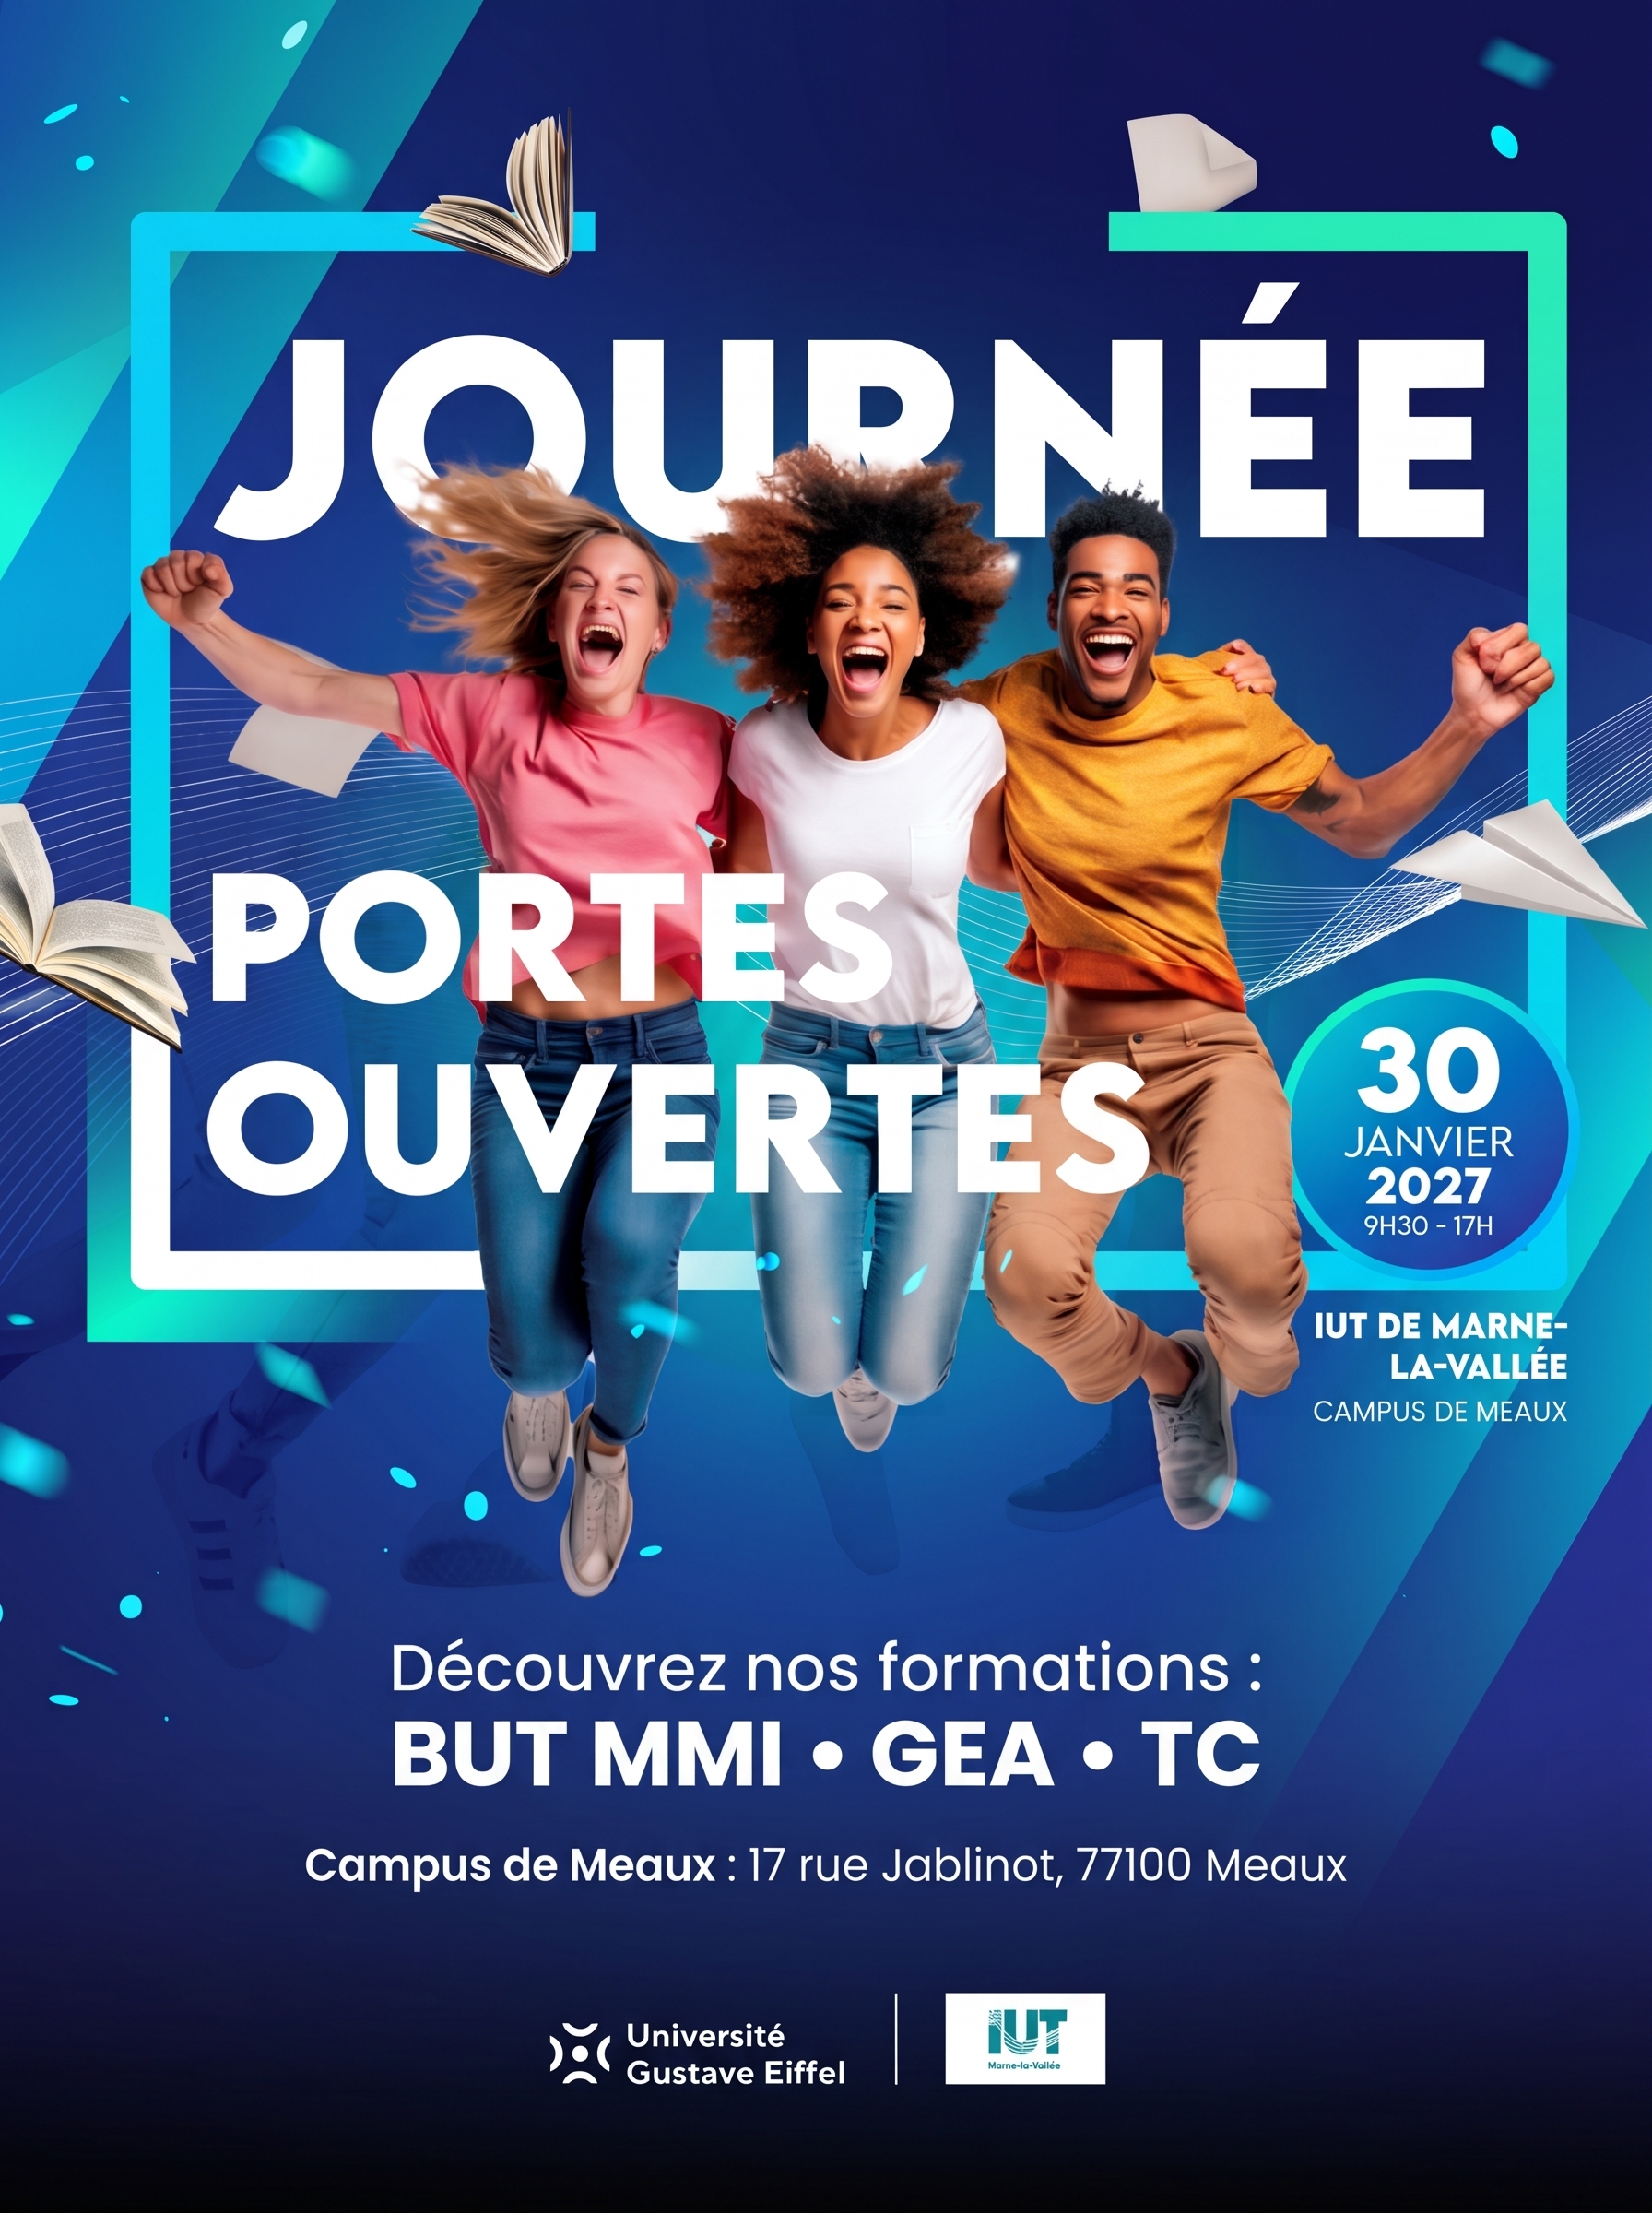 JOURNÉE
PORTES
OUVERTES
30
JANVIER
2027
9H30 - 17H
IUT DE MARNE-
LA-VALLÉE
CAMPUS DE MEAUX
Découvrez nos formations :
BUT MMI • GEA • TC
Campus de Meaux : 17 rue Jablinot, 77100 Meaux
Université
Gustave Eiffel
IUT
Marne-la-Vallée